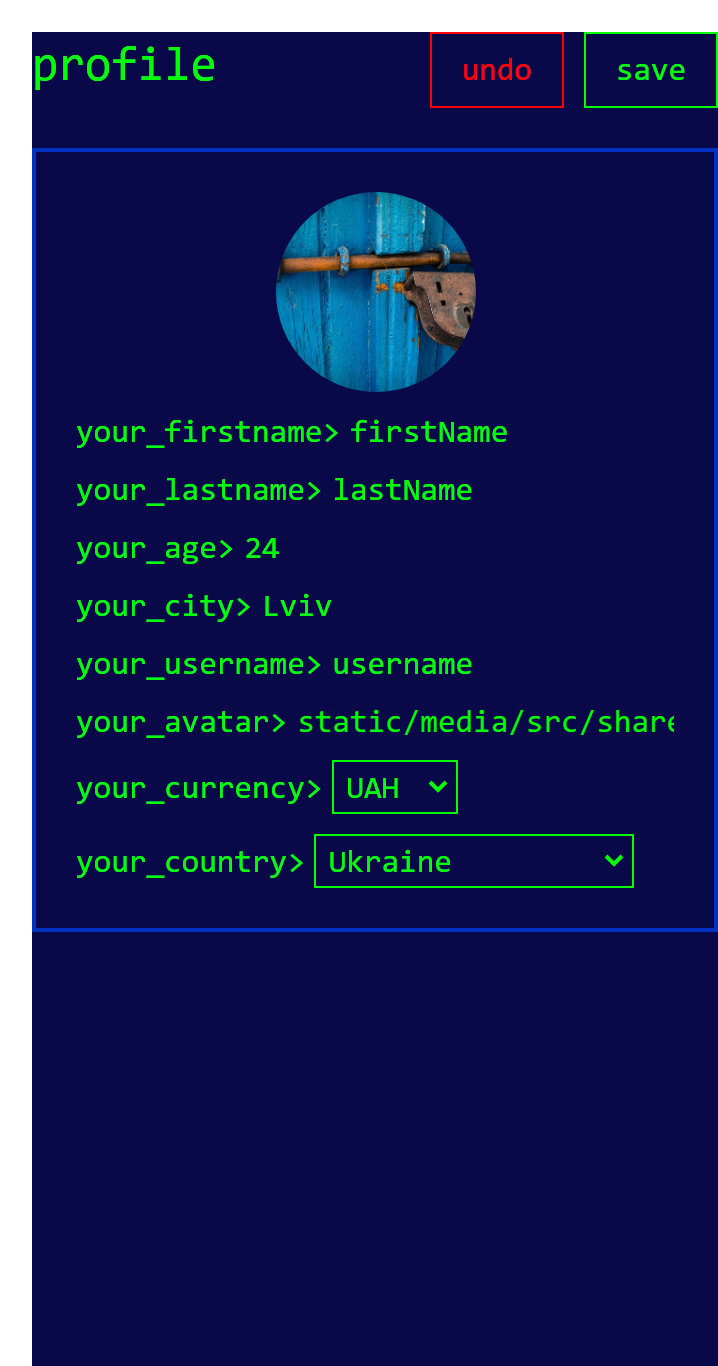 profile
undo
save
your_firstname> firstName
your_lastname> lastName
your_age> 24
your_city> Lviv
your_username> username
your_avatar> static/media/src/share
your_currency> UAH
your_country> Ukraine